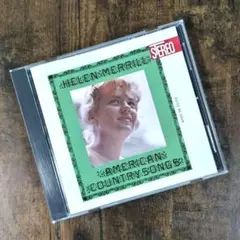 STEREO
HELEN MERRILL
AMERICAN
COUNTRY SONGS